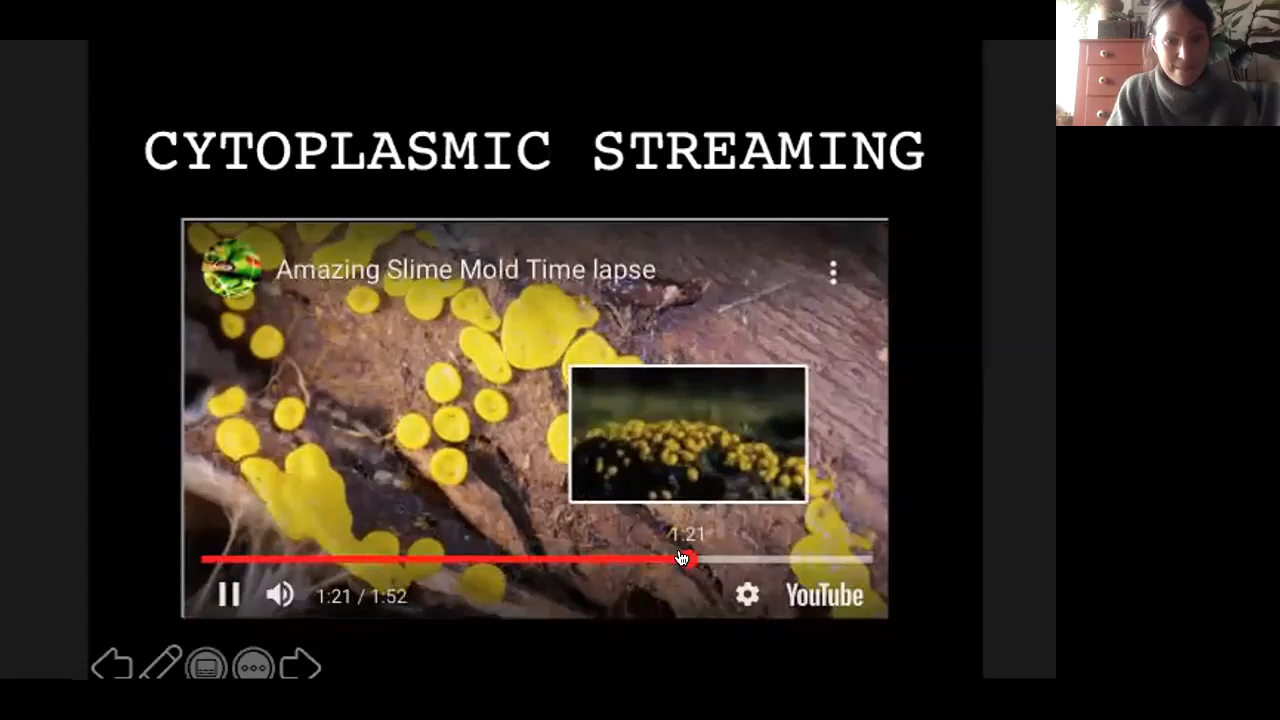 CYTOPLASMIC STREAMING
Amazing Slime Mold Time lapse
1:21
1:21 / 1:52
YouTube